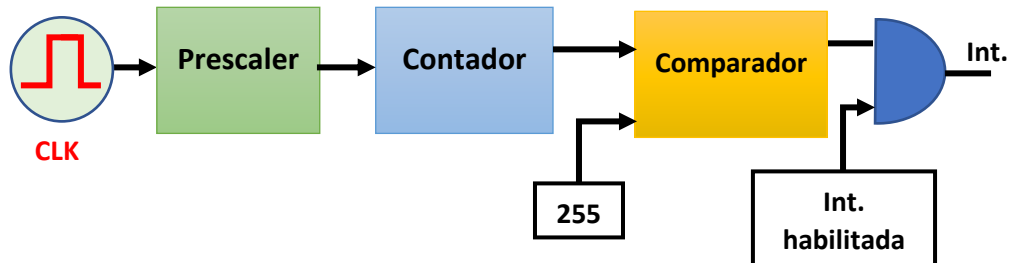 Prescaler
Contador
Comparador
Int.
CLK
255
Int.
habilitada